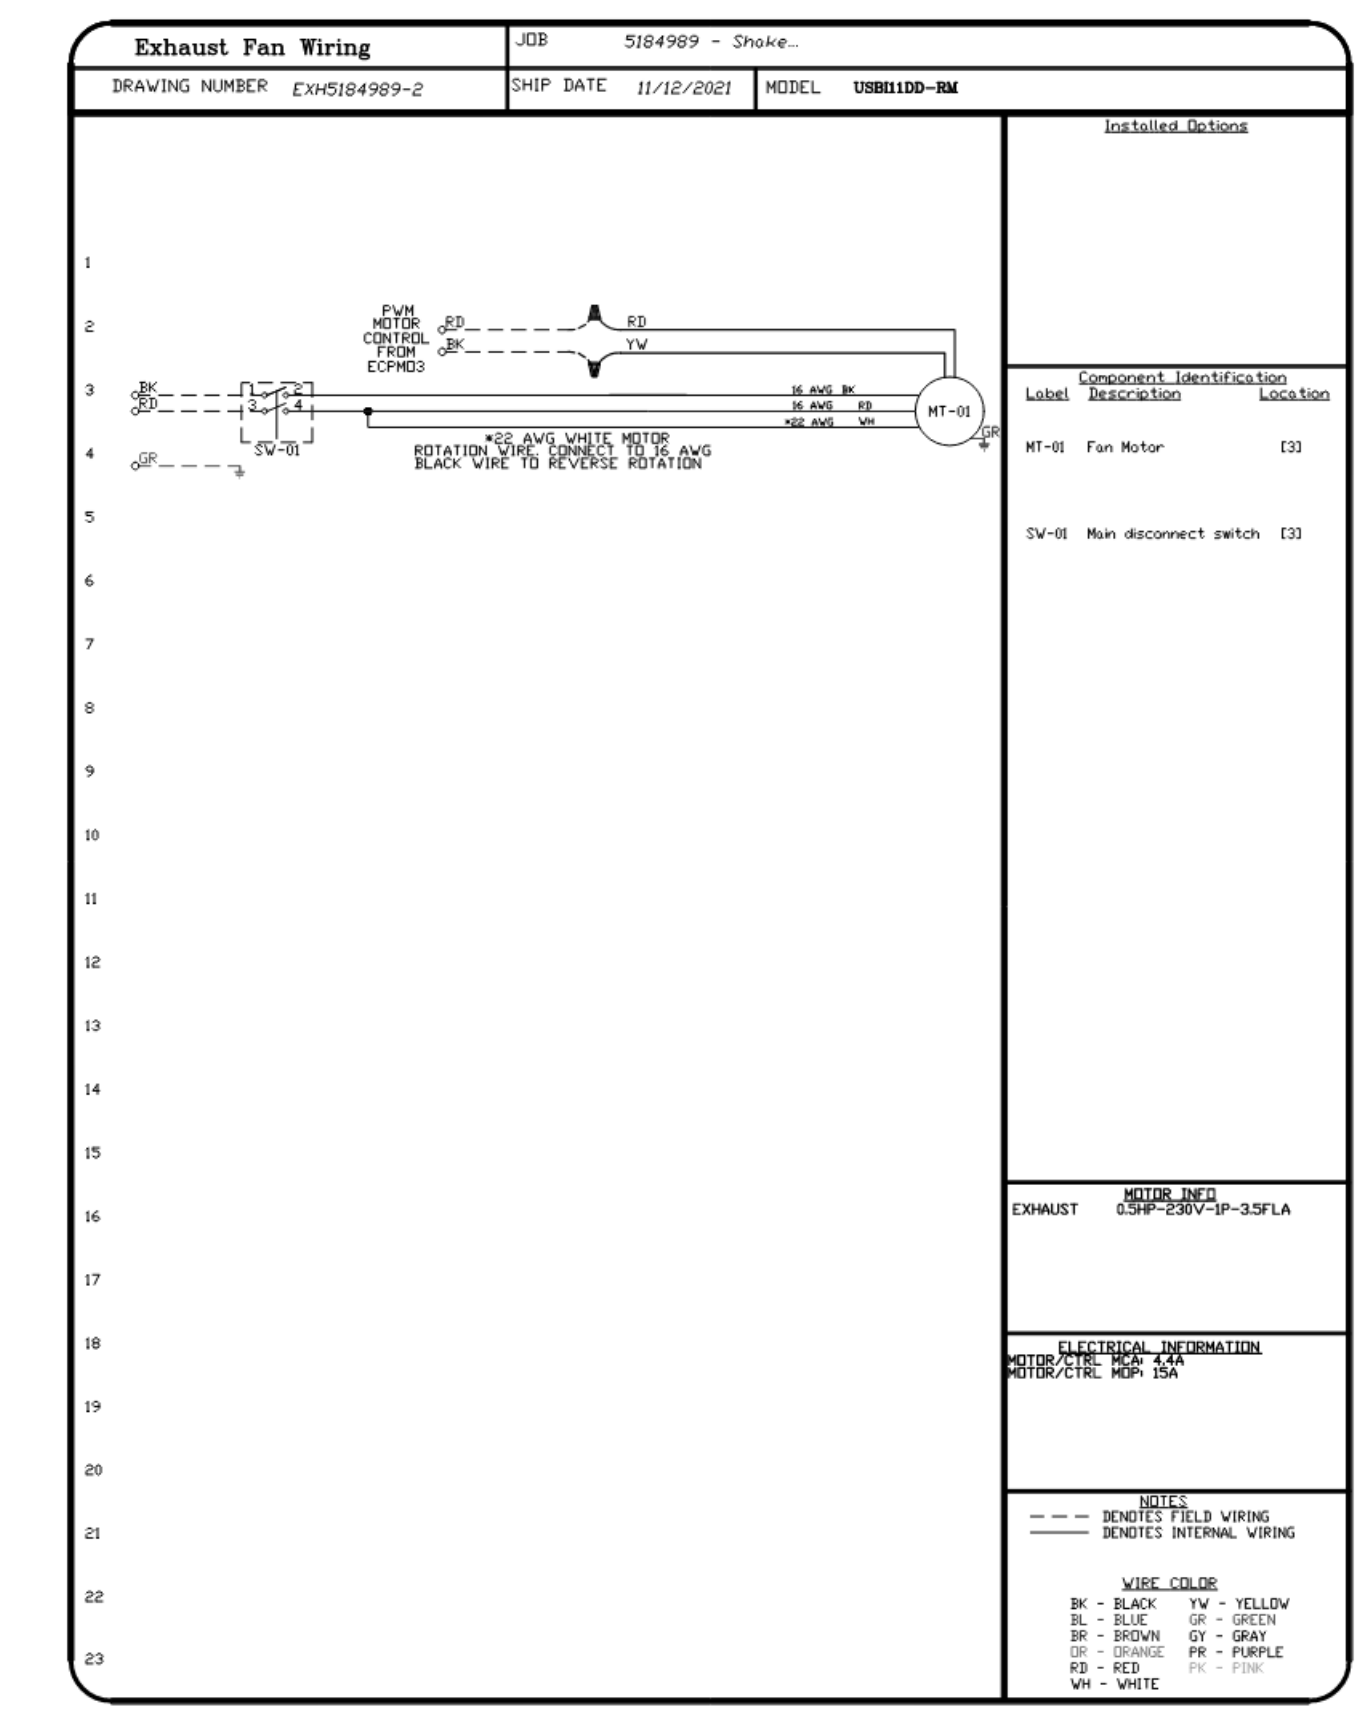 Exhaust Fan Wiring
JOB 5184989 - Shake...
DRAWING NUMBER EXH5184989-2
SHIP DATE 11/12/2021
MODEL USBI11DD-RM
Installed Options
1
2
PWM
MOTOR
CONTROL
FROM
ECPM03
RD
BK
RD
YW
3
BK
RD
1 2
3 4
SW-01
16 AWG BK
16 AWG RD
*22 AWG WH
MT-01
GR
*22 AWG WHITE MOTOR
ROTATION WIRE. CONNECT TO 16 AWG
BLACK WIRE TO REVERSE ROTATION
4
GR
5
6
7
8
9
10
11
12
13
14
15
16
17
18
19
20
21
22
23
Component Identification
Label Description Location
MT-01 Fan Motor [3]
SW-01 Main disconnect switch [3]
MOTOR INFO
EXHAUST 0.5HP-230V-1P-3.5FLA
ELECTRICAL INFORMATION
MOTOR/CTRL MCA: 4.4A
MOTOR/CTRL MOP: 15A
NOTES
DENOTES FIELD WIRING
DENOTES INTERNAL WIRING
WIRE COLOR
BK - BLACK YW - YELLOW
BL - BLUE GR - GREEN
BR - BROWN GY - GRAY
OR - ORANGE PR - PURPLE
RD - RED PK - PINK
WH - WHITE